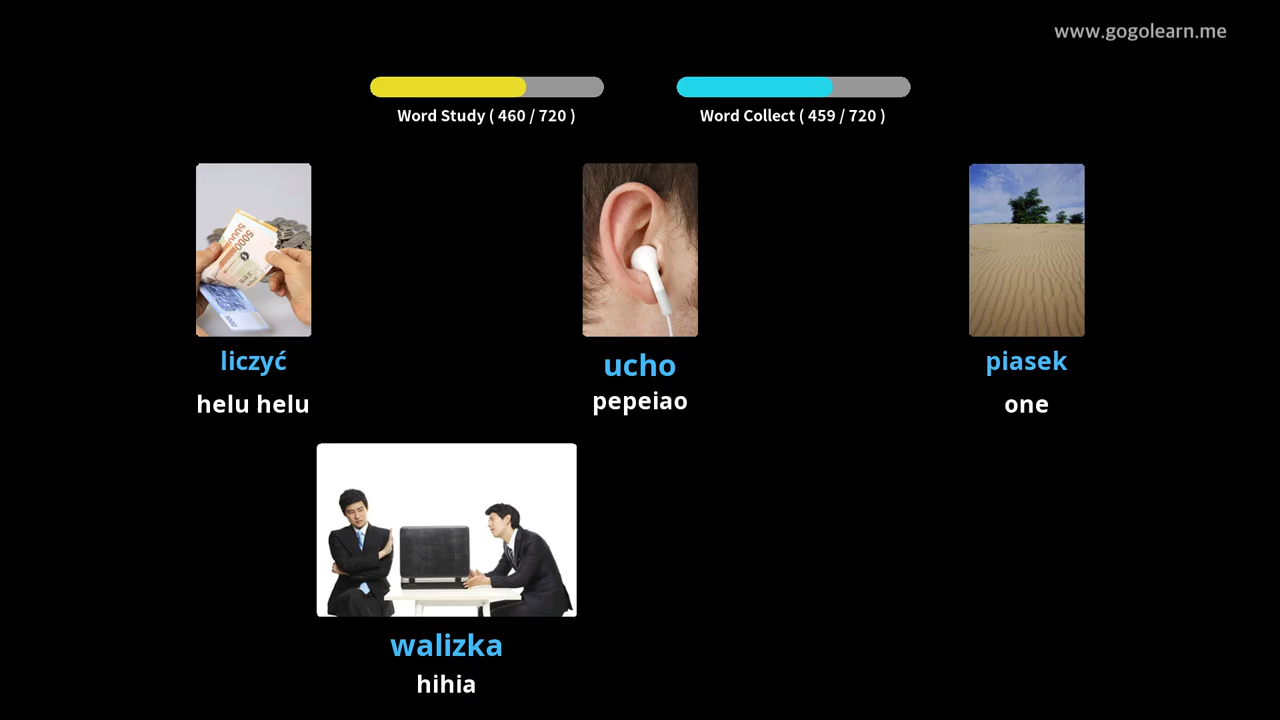 www.gogolearn.me
Word Study ( 460 / 720 )
Word Collect ( 459 / 720 )
5000
liczyć
helu helu
ucho
pepeiao
piasek
one
walizka
hihia